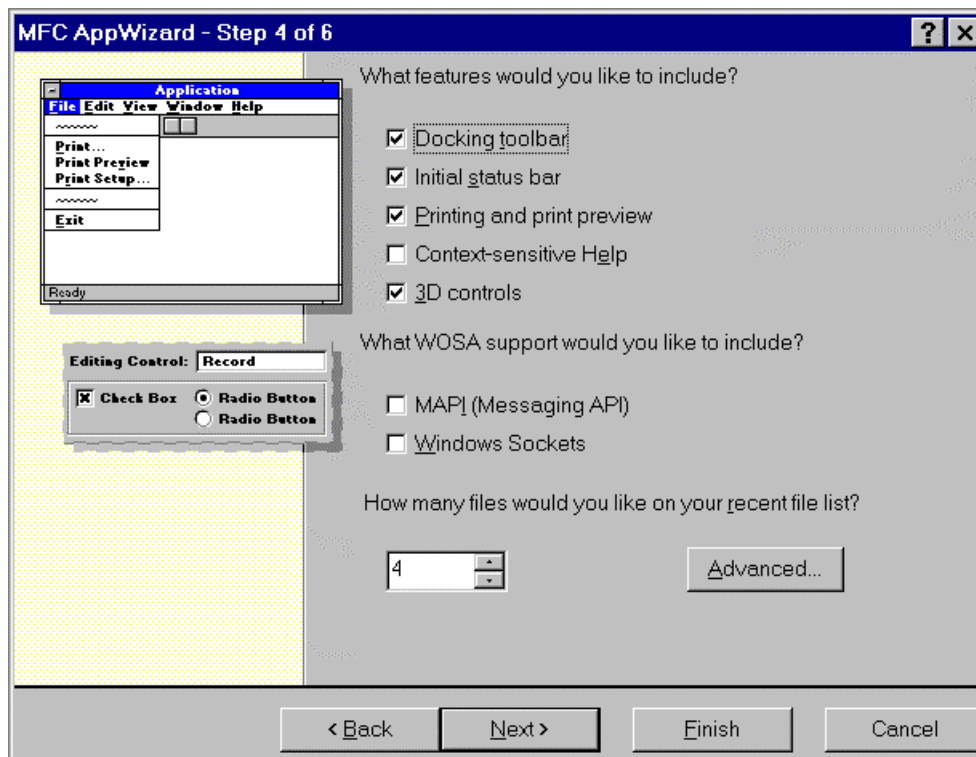 MFC AppWizard - Step 4 of 6
Application
File Edit View Window Help
Print...
Print Preview
Print Setup...
Exit
Ready
Editing Control: Record
Check Box Radio Button
Radio Button
What features would you like to include?
Docking toolbar
Initial status bar
Printing and print preview
Context-sensitive Help
3D controls
What WOSA support would you like to include?
MAPI (Messaging API)
Windows Sockets
How many files would you like on your recent file list?
4 Advanced...
< Back Next > Finish Cancel